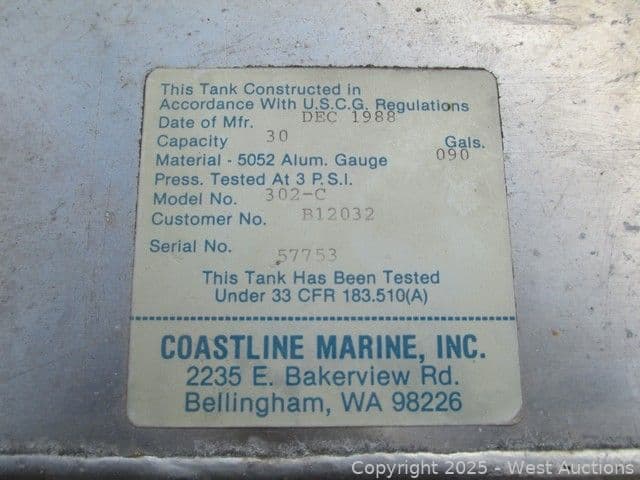 This Tank Constructed in
Accordance With U.S.C.G. Regulations
Date of Mfr. DEC 1988
Capacity 30 Gals.
Material - 5052 Alum. Gauge 090
Press. Tested At 3 P.S.I.
Model No. 302-C
Customer No. B12032
Serial No. 57753
This Tank Has Been Tested
Under 33 CFR 183.510(A)
COASTLINE MARINE, INC.
2235 E. Bakerview Rd.
Bellingham, WA 98226
Copyright 2025 - West Auctions